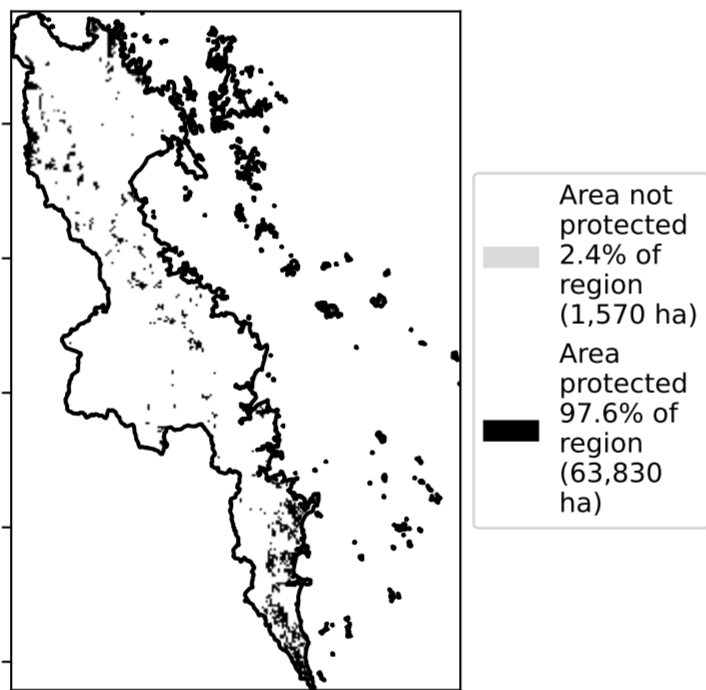 Area not
protected
2.4% of
region
(1,570 ha)
Area
protected
97.6% of
region
(63,830
ha)